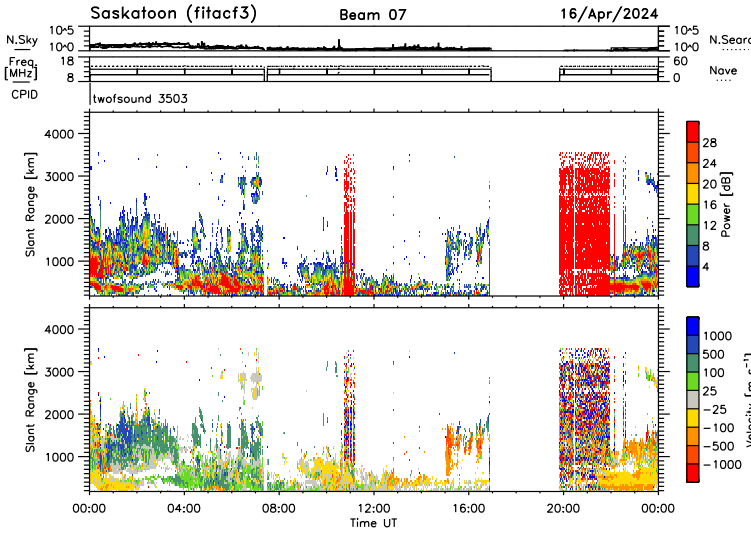 Saskatoon (fitacf3) Beam 07 16/Apr/2024
N.Sky 10^5 10^0 10^5 10^0 N.Sear
Freq. [MHz] 18 8 60 0 Nave
CPID twofsound 3503
Slant Range [km] 4000 3000 2000 1000
Power [dB] 28 24 20 16 12 8 4
Slant Range [km] 4000 3000 2000 1000
Velocity [m s^-1] 1000 500 100 25 -25 -100 -500 -1000
00:00 04:00 08:00 12:00 16:00 20:00 00:00
Time UT